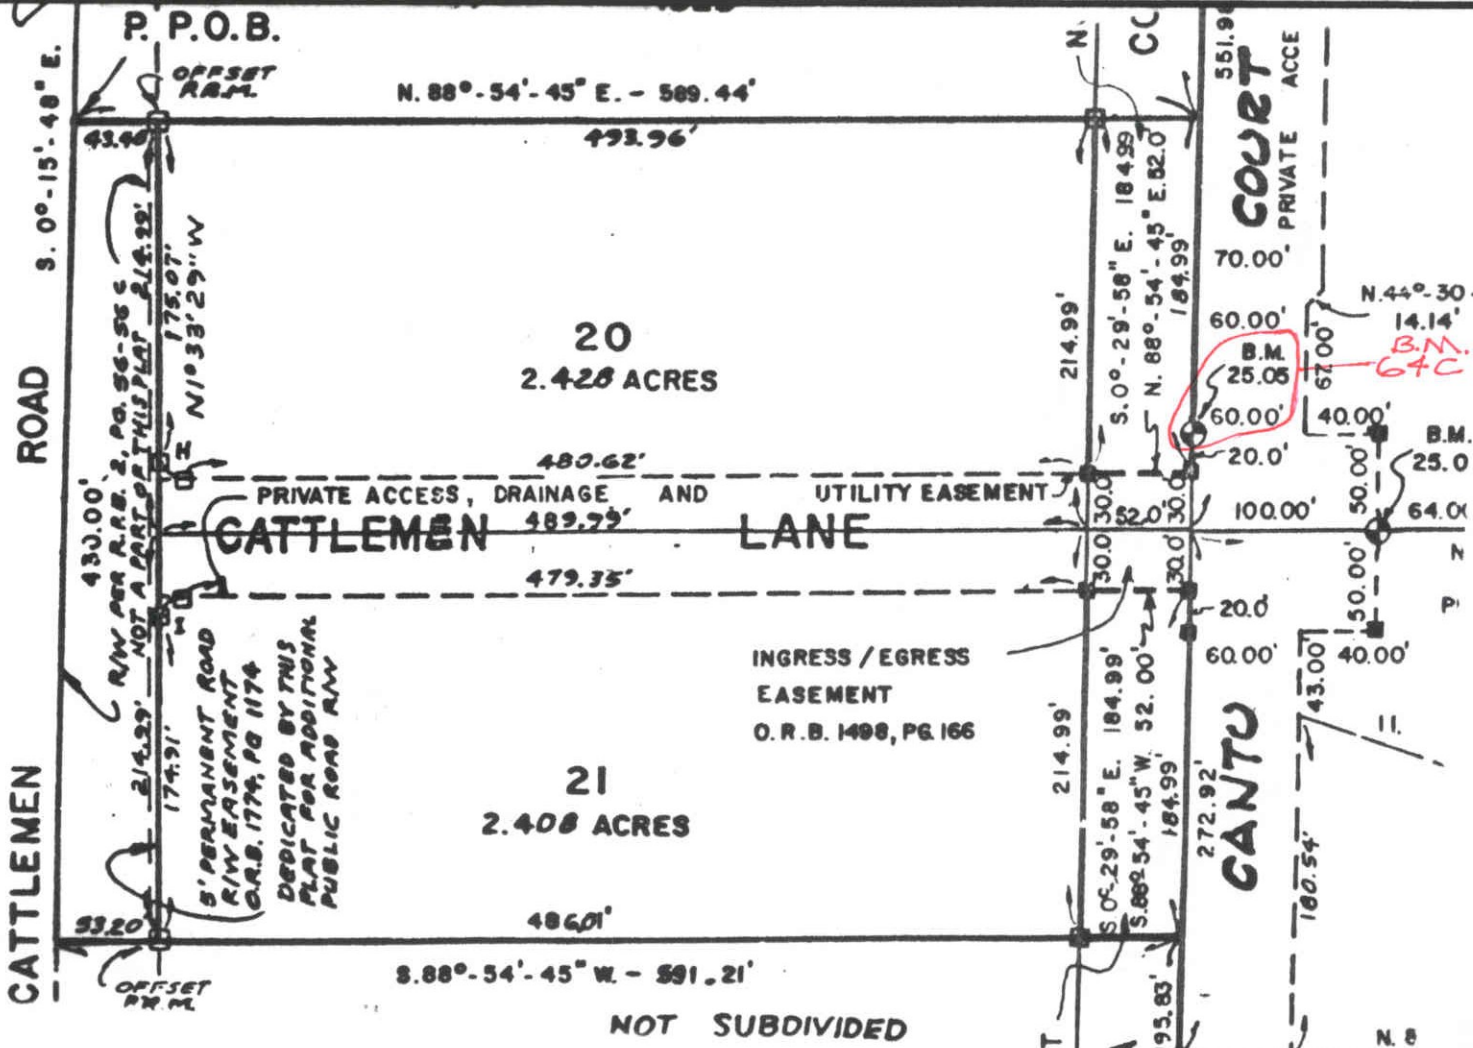 P. P.O.B.
OFFSET
P.R.M.
N. 88°-54'-45" E. - 589.44'
43.46'
493.96'
S. 0°-15'-48" E.
ROAD
CATTLEMEN
430.00'
R/W PER R.R.B. 2, PG. 56-56 C
NOT A PART OF THIS PLAT 214.99'
175.07'
N1°33'29"W
20
2.428 ACRES
214.99'
S. 0°-29'-58" E. 184.99'
N. 88°-54'-45" E. 52.0'
184.99'
551.9
COURT
PRIVATE ACCE
70.00'
60.00'
B.M.
25.05
60.00'
67.00'
N.44°-30
14.14'
B.M.
64C
40.00'
B.M.
25.0
20.0'
480.62'
PRIVATE ACCESS, DRAINAGE AND UTILITY EASEMENT
CATTLEMEN LANE
489.99'
30.0'
30.0'
52.0'
100.00'
50.00'
64.0
479.35'
30.0'
30.0'
20.0'
50.00'
N
60.00'
40.00'
43.00'
11.
INGRESS / EGRESS
EASEMENT
O.R.B. 1498, PG. 166
214.99'
174.91'
5' PERMANENT ROAD
R/W EASEMENT
O.R.B. 1774, PG 1174
DEDICATED BY THIS
PLAT FOR ADDITIONAL
PUBLIC ROAD R/W
21
2.408 ACRES
214.99'
S. 0°-29'-58" E. 184.99'
S.88°54'-45" W. 52.00'
184.99'
272.92'
CANTU
180.54'
53.20'
486.01'
OFFSET
P.R.M.
S.88°-54'-45" W. - 591.21'
NOT SUBDIVIDED
95.83'
N. 8